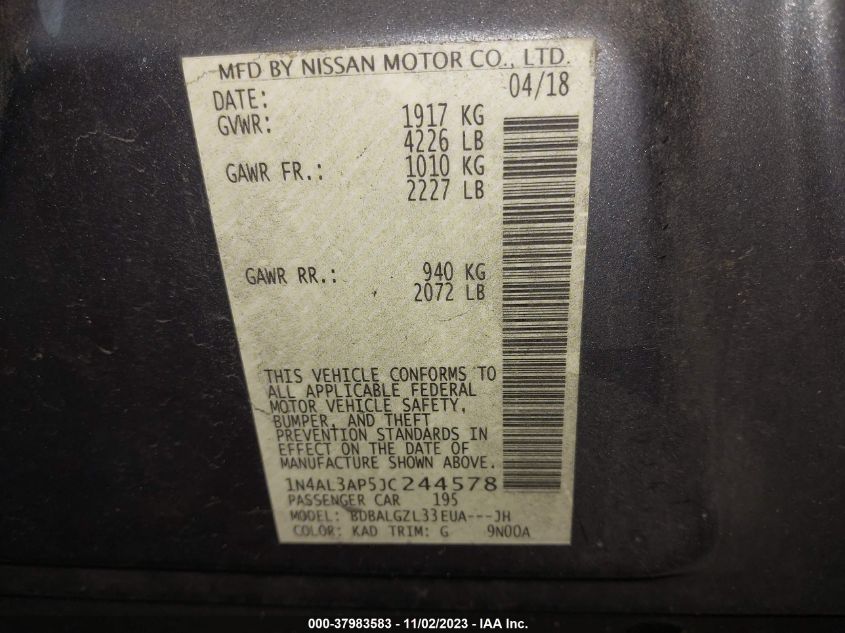 MFD BY NISSAN MOTOR CO., LTD.
DATE: 04/18
GVWR: 1917 KG
4226 LB
GAWR FR.: 1010 KG
2227 LB
GAWR RR.: 940 KG
2072 LB
THIS VEHICLE CONFORMS TO
ALL APPLICABLE FEDERAL
MOTOR VEHICLE SAFETY,
BUMPER, AND THEFT
PREVENTION STANDARDS IN
EFFECT ON THE DATE OF
MANUFACTURE SHOWN ABOVE.
1N4AL3AP5JC244578
PASSENGER CAR 195
MODEL: BDBALGZL33EUA---JH
COLOR: KAD TRIM: G 9N00A
000-37983583 - 11/02/2023 - IAA Inc.